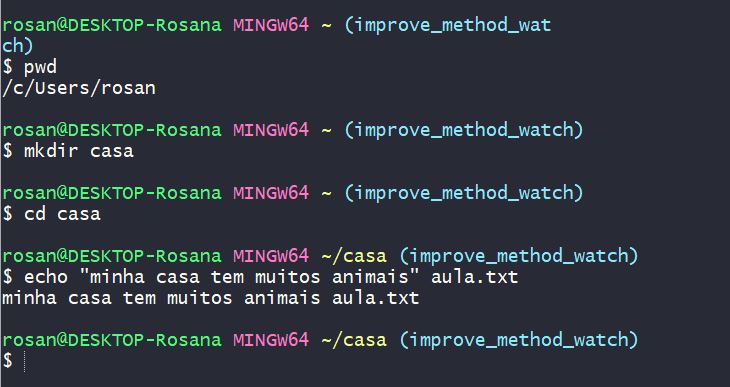 rosan@DESKTOP-Rosana MINGW64 ~ (improve_method_wat
ch)
$ pwd
/c/Users/rosan
rosan@DESKTOP-Rosana MINGW64 ~ (improve_method_watch)
$ mkdir casa
rosan@DESKTOP-Rosana MINGW64 ~ (improve_method_watch)
$ cd casa
rosan@DESKTOP-Rosana MINGW64 ~/casa (improve_method_watch)
$ echo "minha casa tem muitos animais" aula.txt
minha casa tem muitos animais aula.txt
rosan@DESKTOP-Rosana MINGW64 ~/casa (improve_method_watch)
$